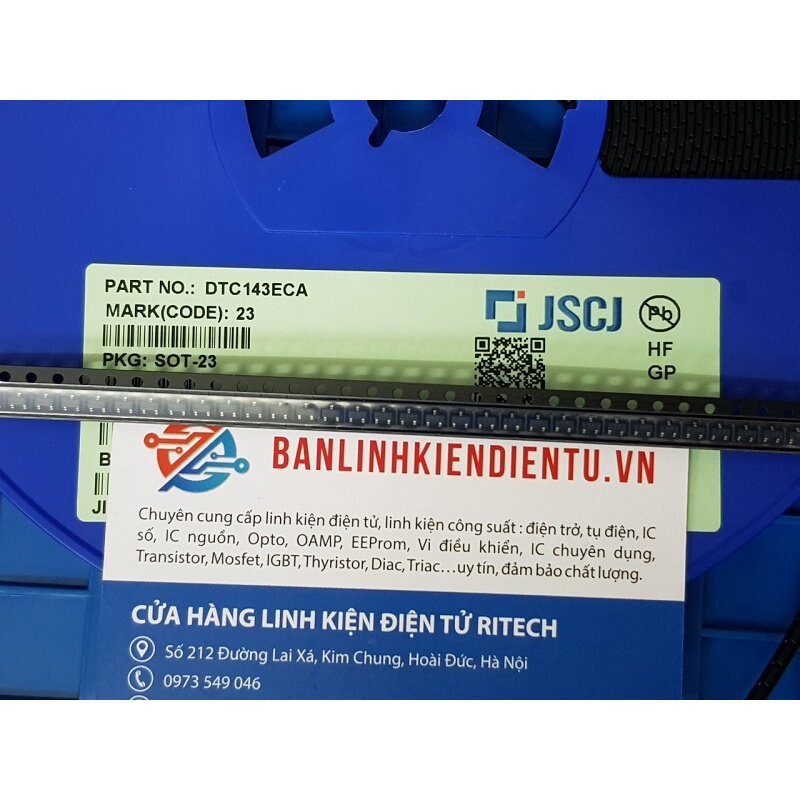 PART NO.: DTC143ECA
MARK(CODE): 23
PKG: SOT-23
JSCJ
Pb
HF
GP
BANLINHKIENDIENTU.VN
Chuyên cung cấp linh kiện điện tử, linh kiện công suất : điện trở, tụ điện, IC
số, IC nguồn, Opto, OAMP, EEProm, Vi điều khiển, IC chuyên dụng,
Transistor, Mosfet, IGBT, Thyristor, Diac, Triac...uy tín, đảm bảo chất lượng.
CỬA HÀNG LINH KIỆN ĐIỆN TỬ RITECH
Số 212 Đường Lai Xá, Kim Chung, Hoài Đức, Hà Nội
0973 549 046